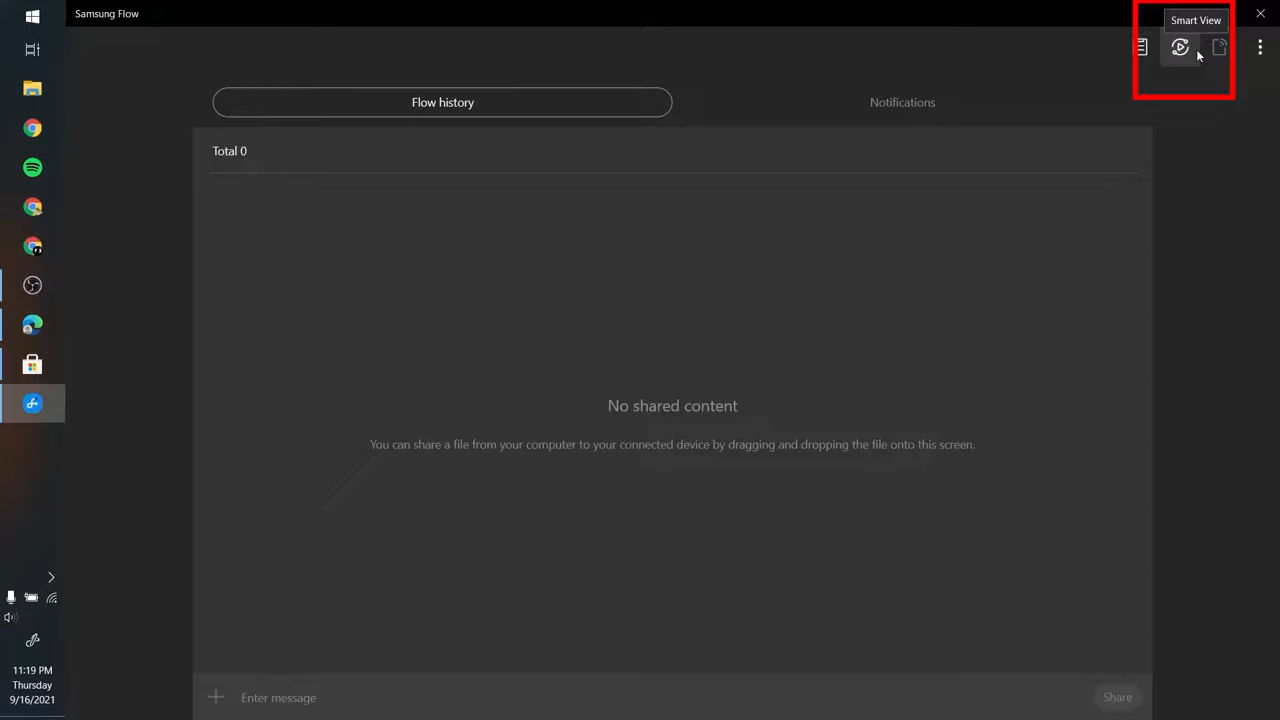 Samsung Flow
Smart View
Flow history
Notifications
Total 0
No shared content
You can share a file from your computer to your connected device by dragging and dropping the file onto this screen.
Enter message
Share
11:19 PM
Thursday
9/16/2021